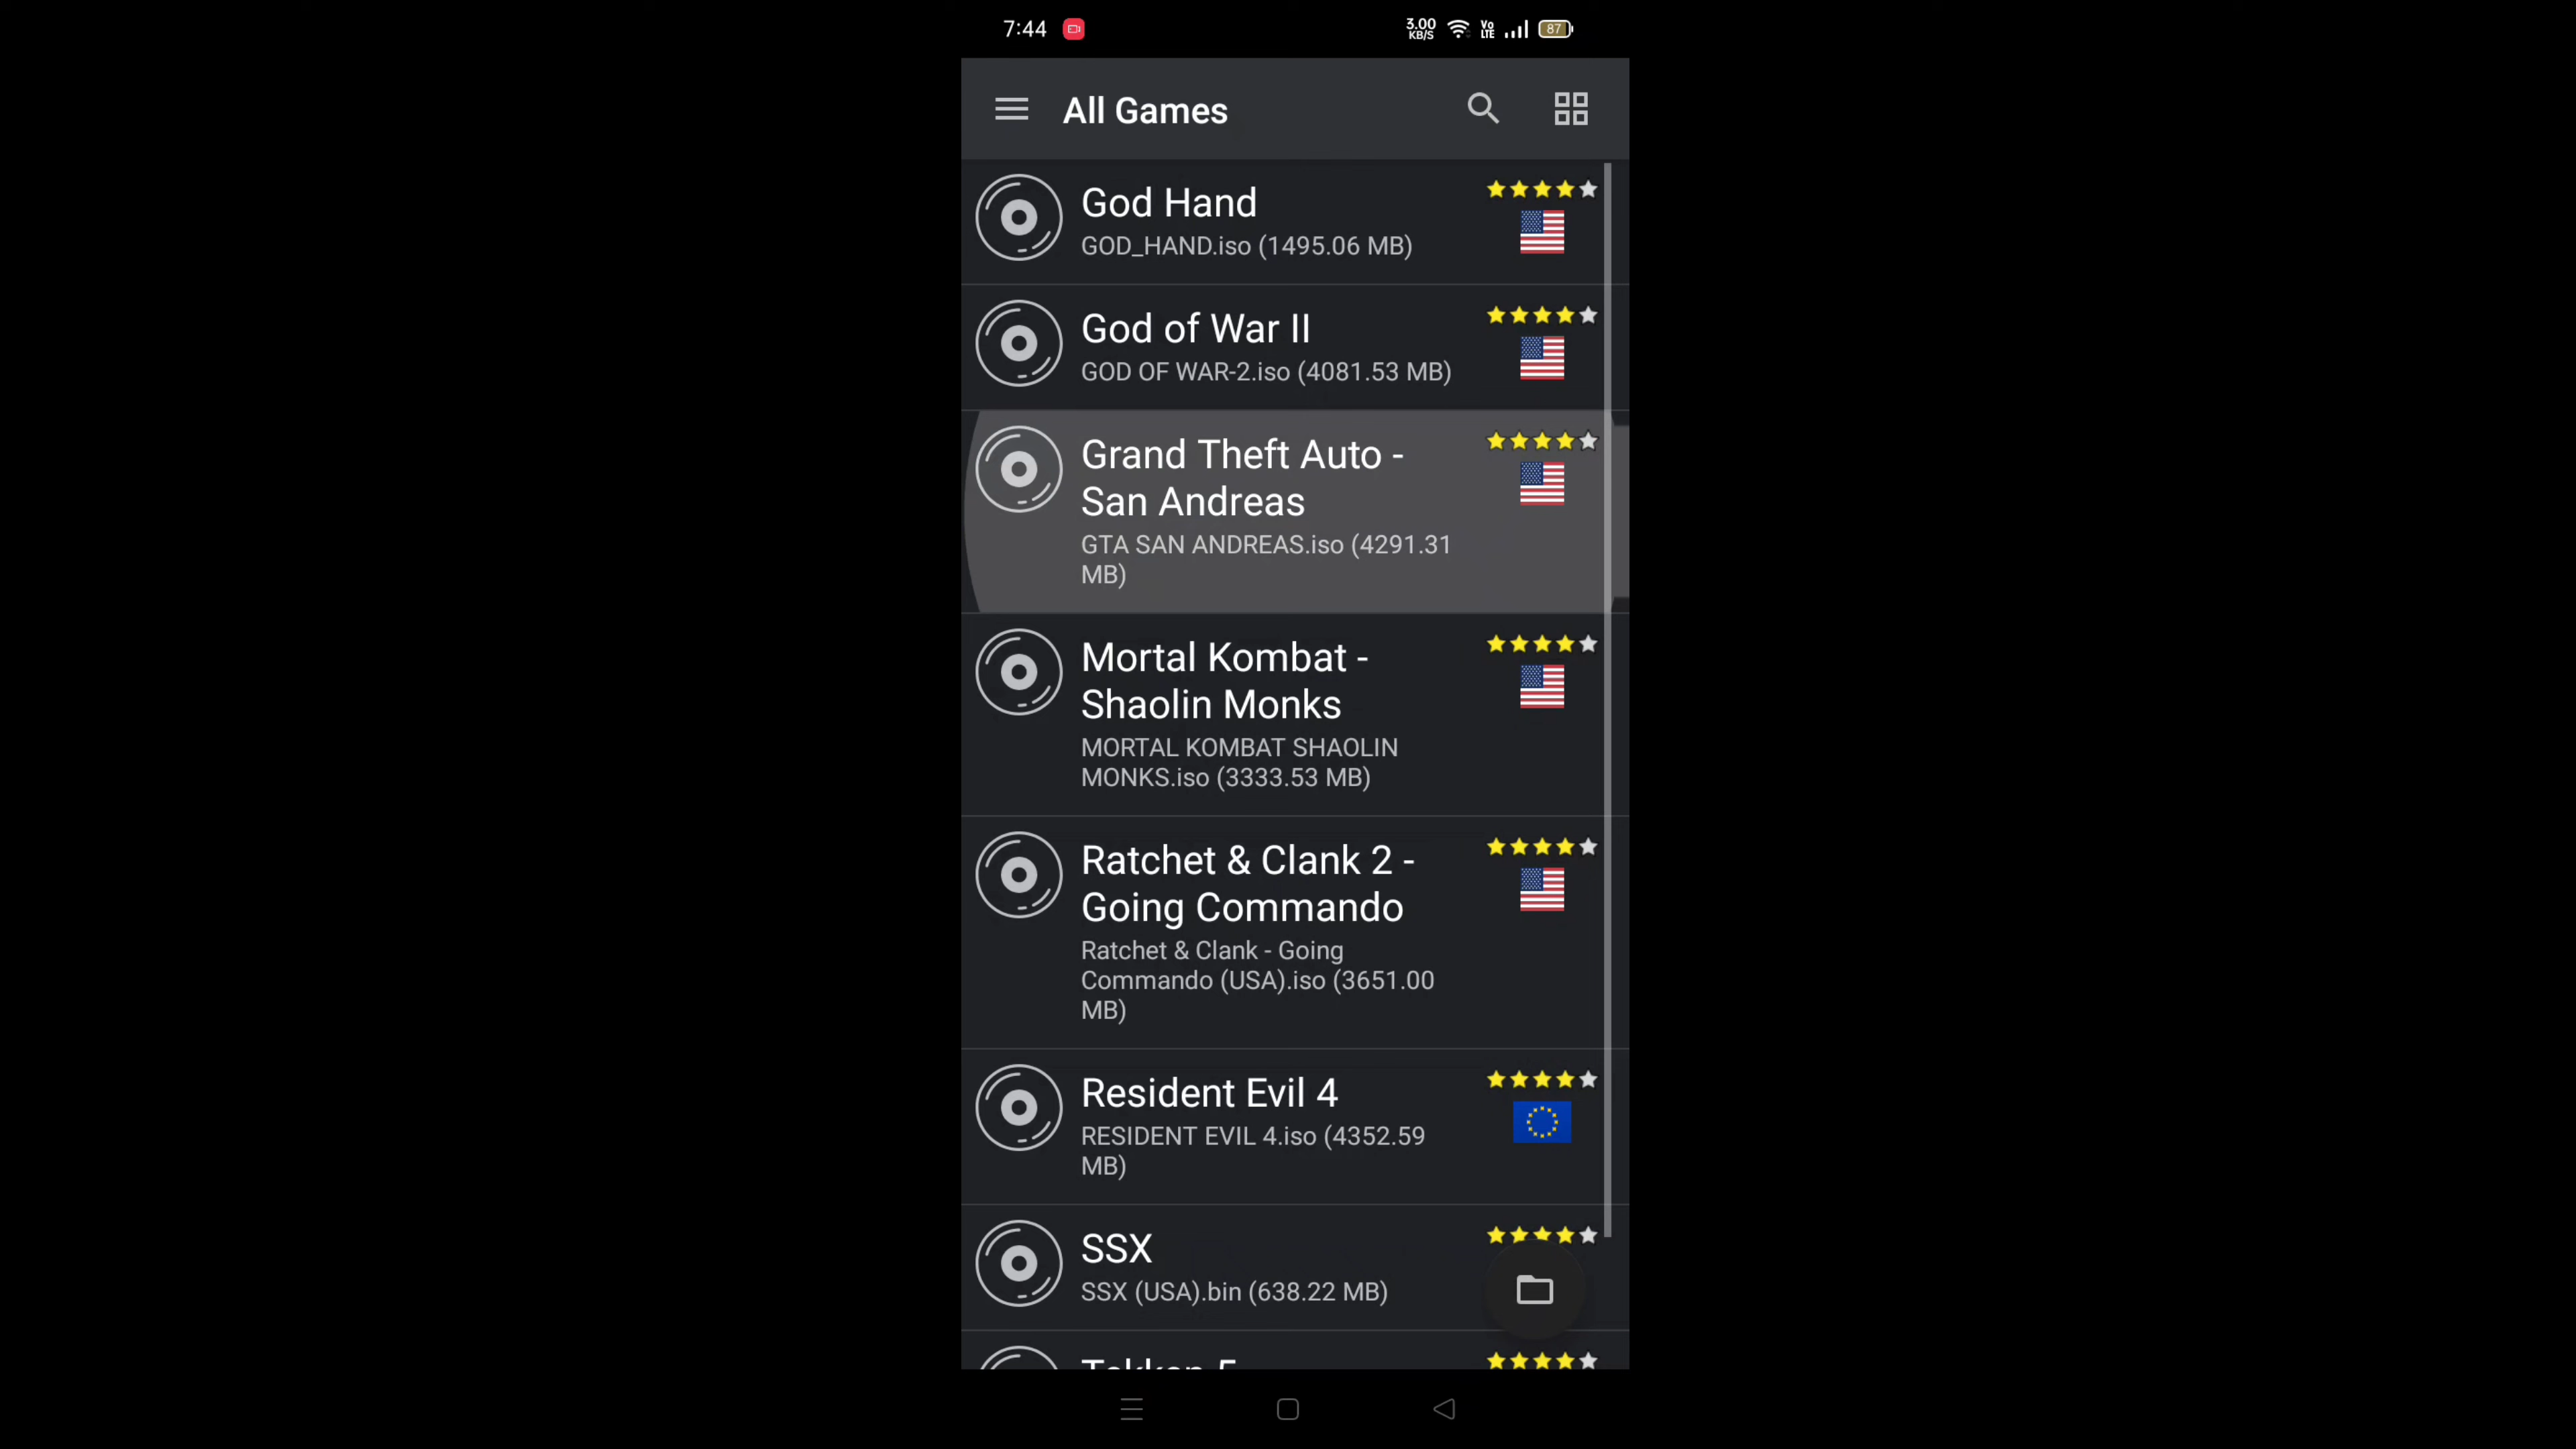 7:44
3.00
KB/S
Vo
LTE
87
All Games
God Hand
GOD_HAND.iso (1495.06 MB)
God of War II
GOD OF WAR-2.iso (4081.53 MB)
Grand Theft Auto -
San Andreas
GTA SAN ANDREAS.iso (4291.31
MB)
Mortal Kombat -
Shaolin Monks
MORTAL KOMBAT SHAOLIN
MONKS.iso (3333.53 MB)
Ratchet & Clank 2 -
Going Commando
Ratchet & Clank - Going
Commando (USA).iso (3651.00
MB)
Resident Evil 4
RESIDENT EVIL 4.iso (4352.59
MB)
SSX
SSX (USA).bin (638.22 MB)
Tekken 5